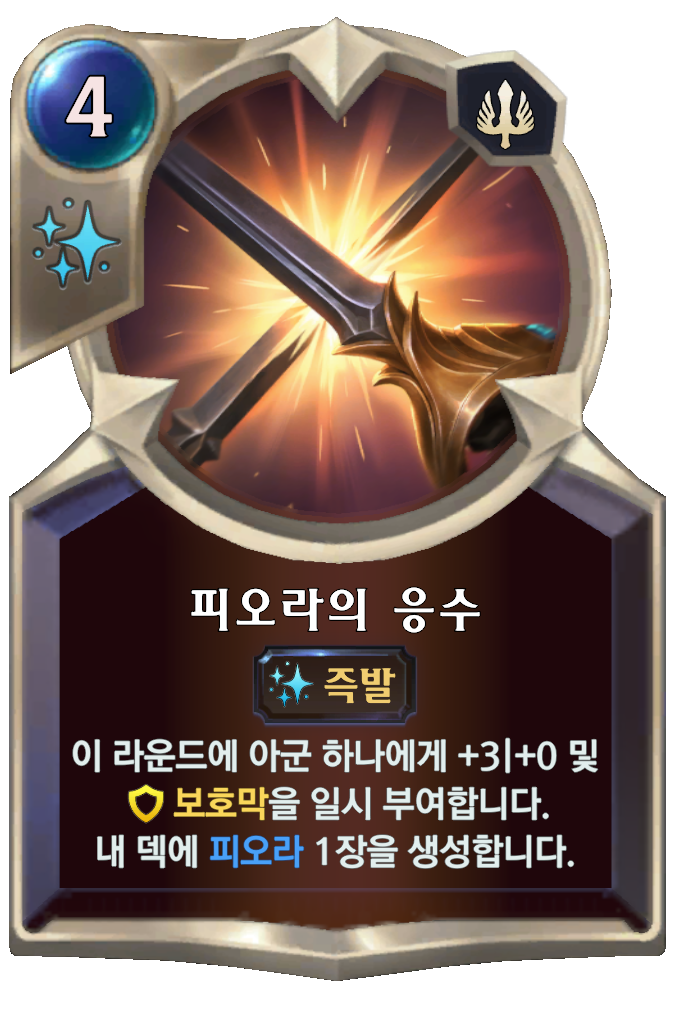 4
피오라의 응수
즉발
이 라운드에 아군 하나에게 +3|+0 및
보호막을 일시 부여합니다.
내 덱에 피오라 1장을 생성합니다.